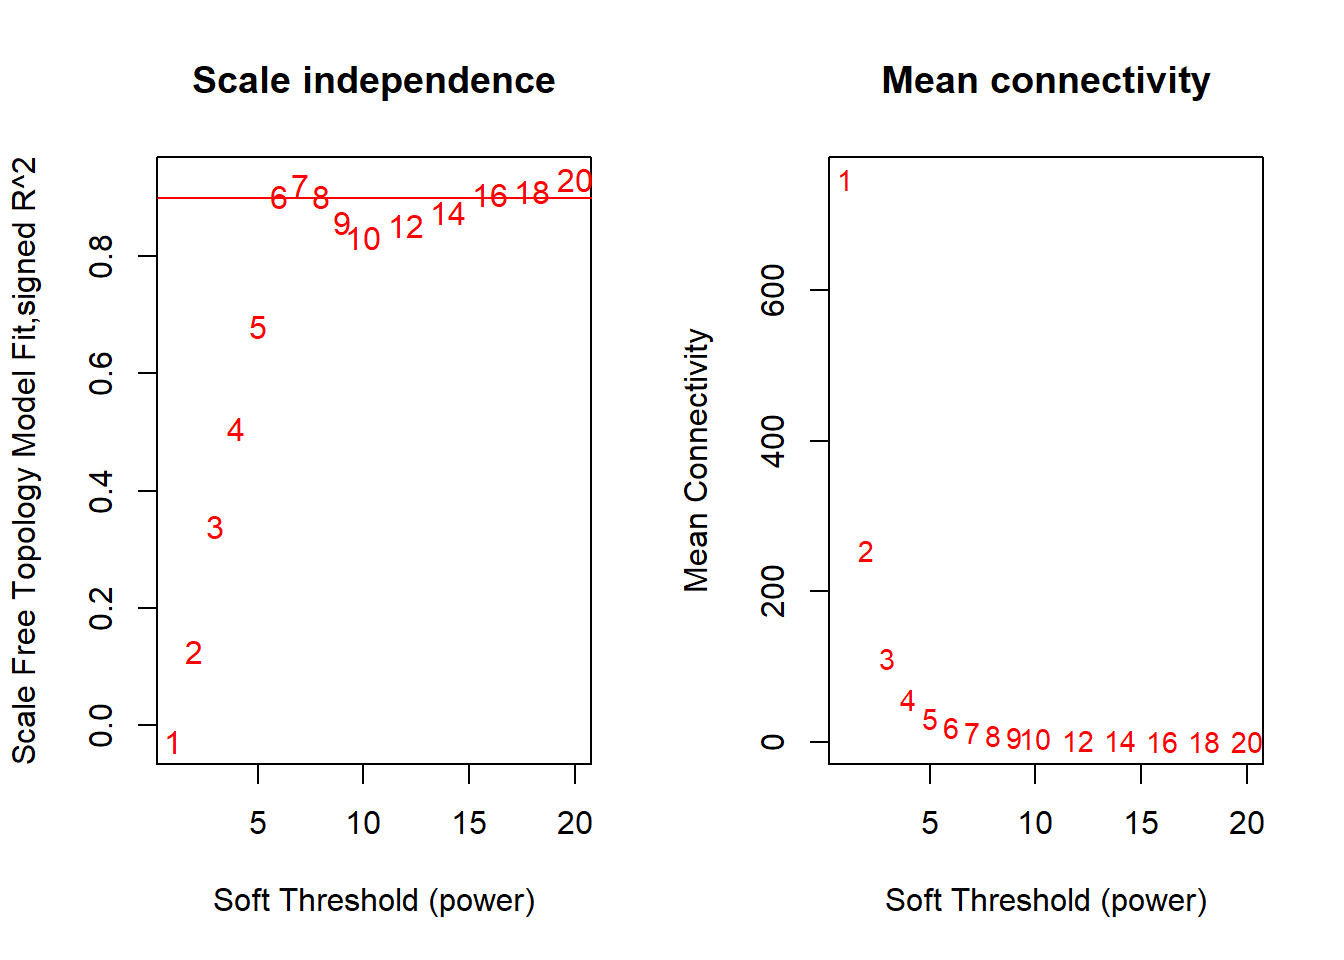 Scale independence
Scale Free Topology Model Fit,signed R^2
0.0 0.2 0.4 0.6 0.8
1 2 3 4 5 6 7 8 9 10 12 14 16 18 20
5 10 15 20
Soft Threshold (power)
Mean connectivity
Mean Connectivity
0 200 400 600
1 2 3 4 5 6 7 8 9 10 12 14 16 18 20
5 10 15 20
Soft Threshold (power)